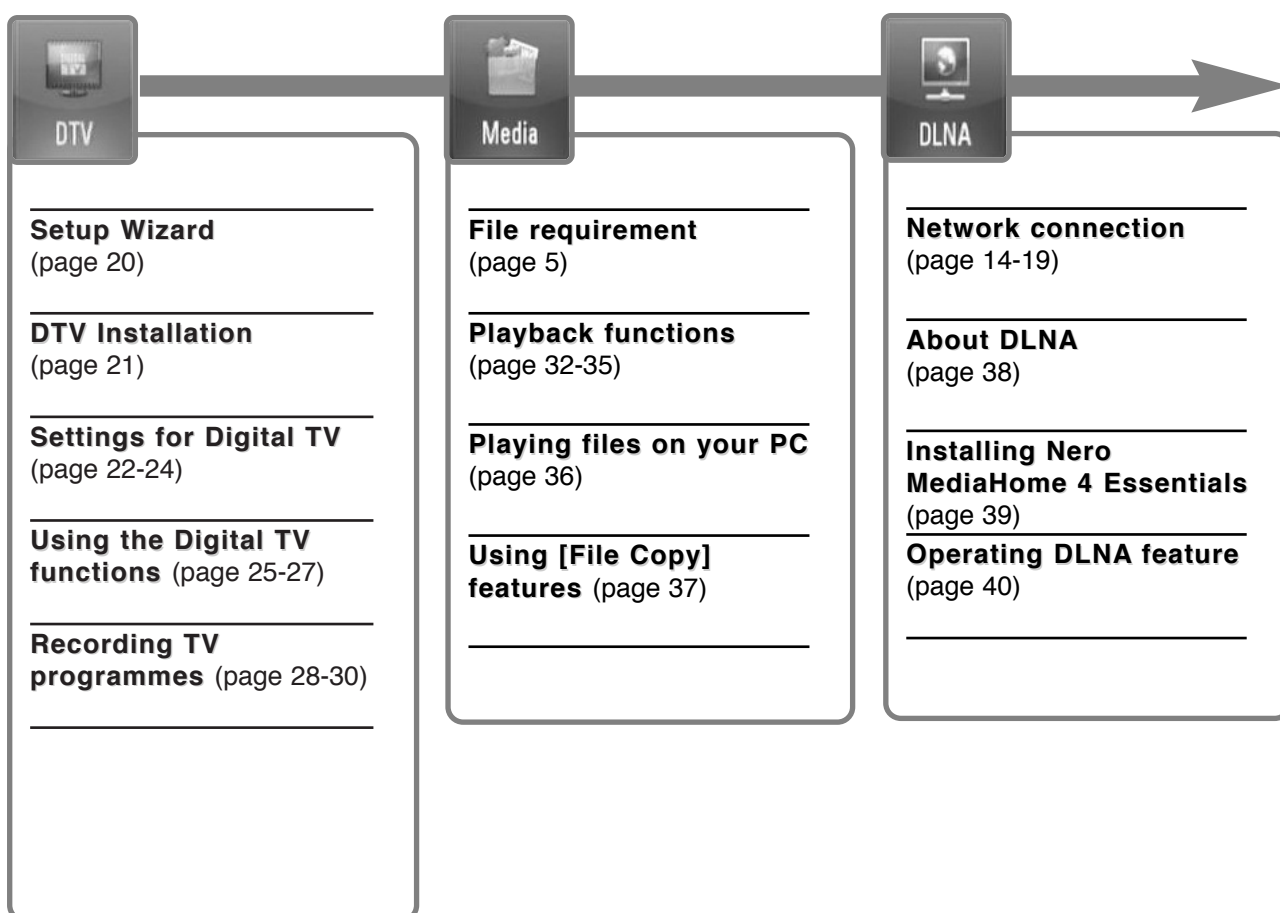 DIGITAL
TV
DTV
Setup Wizard
(page 20)
DTV Installation
(page 21)
Settings for Digital TV
(page 22-24)
Using the Digital TV
functions (page 25-27)
Recording TV
programmes (page 28-30)
Media
File requirement
(page 5)
Playback functions
(page 32-35)
Playing files on your PC
(page 36)
Using [File Copy]
features (page 37)
DLNA
Network connection
(page 14-19)
About DLNA
(page 38)
Installing Nero
MediaHome 4 Essentials
(page 39)
Operating DLNA feature
(page 40)